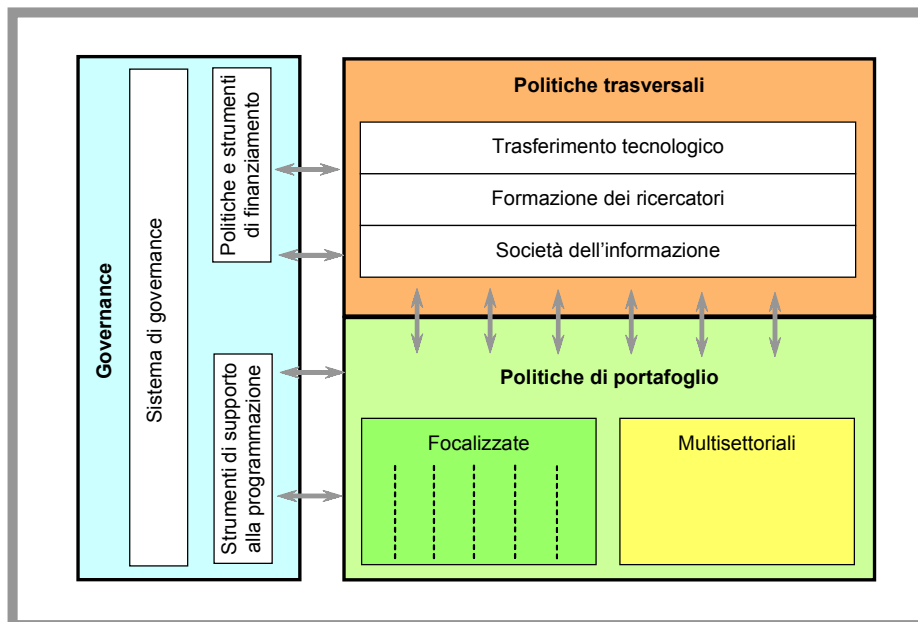 Governance
Sistema di governance
Politiche e strumenti
di finanziamento
Strumenti di supporto
alla programmazione
Politiche trasversali
Trasferimento tecnologico
Formazione dei ricercatori
Società dell'informazione
Politiche di portafoglio
Focalizzate
Multisettoriali